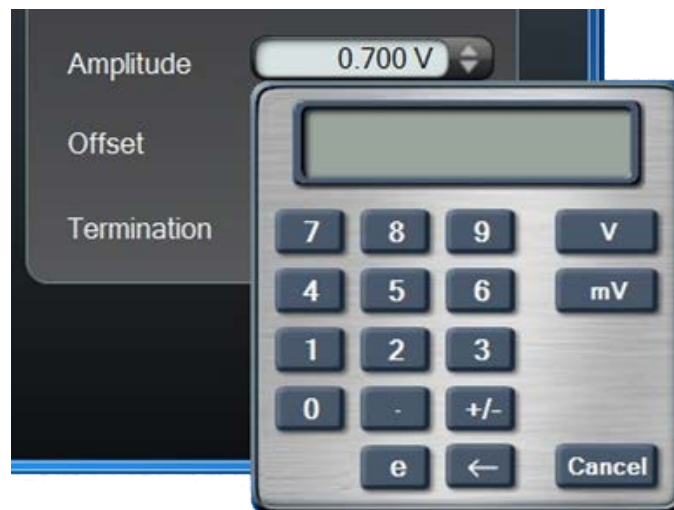 Amplitude 0.700 V
Offset
Termination
7 8 9 V
4 5 6 mV
1 2 3
0 . +/-
e ← Cancel